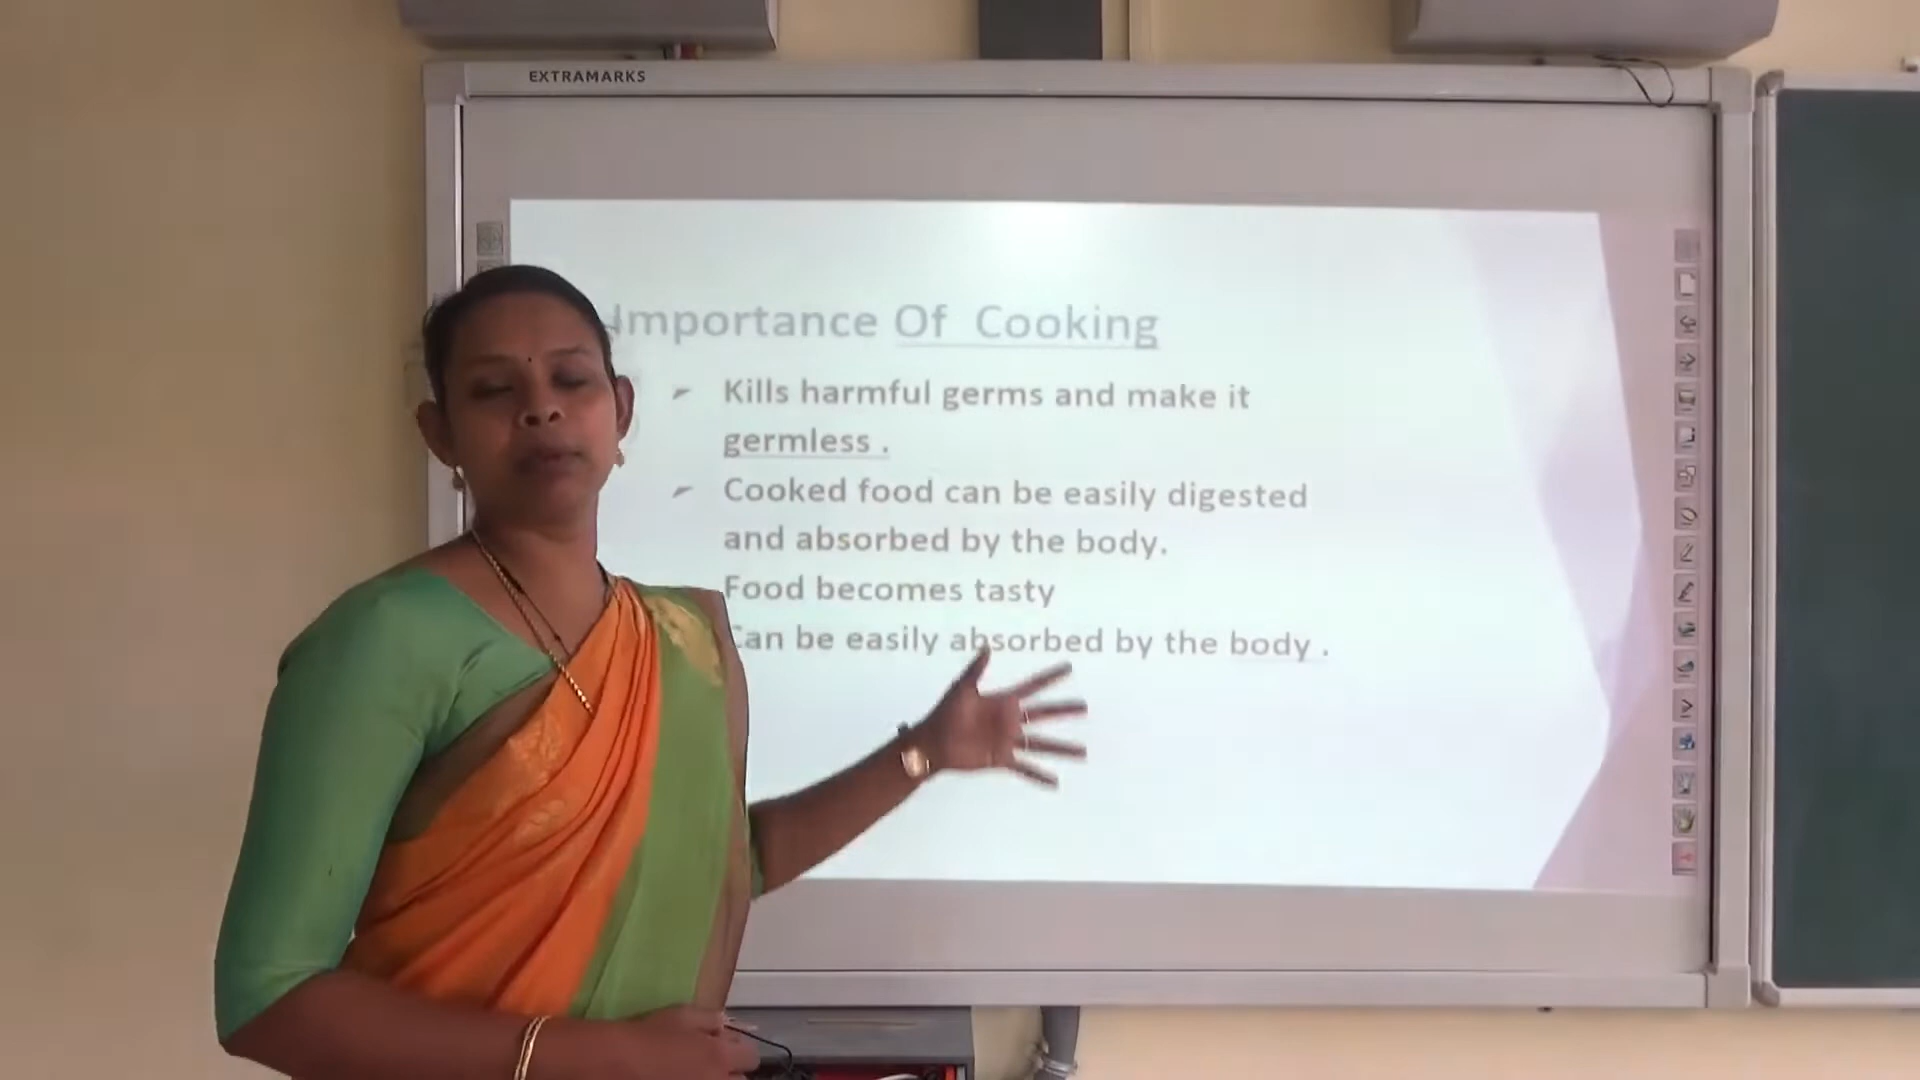 EXTRAMARKS
Importance Of Cooking
Kills harmful germs and make it
germless .
Cooked food can be easily digested
and absorbed by the body.
Food becomes tasty
Can be easily absorbed by the body .